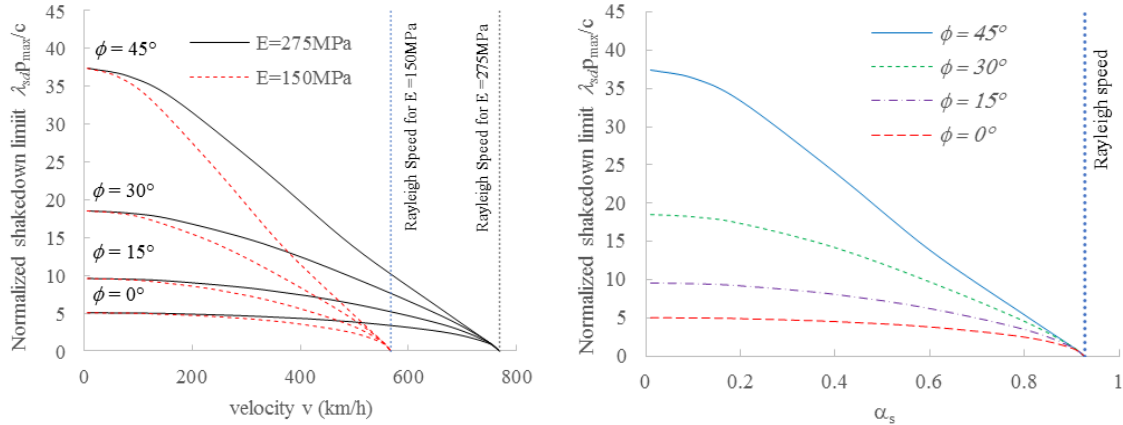 Normalized shakedown limiit λsdpmax/c
45
40
35
30
25
20
15
10
5
0
ϕ = 45°
ϕ = 30°
ϕ = 15°
ϕ = 0°
E=275MPa
E=150MPa
Rayleigh Speed for E =150MPa
Rayleigh Speed for E =275MPa
0
200
400
600
800
velocity v (km/h)
Normalized shakedown limit λsdpmax/c
45
40
35
30
25
20
15
10
5
0
ϕ = 45°
ϕ = 30°
ϕ = 15°
ϕ = 0°
Rayleigh speed
0
0.2
0.4
0.6
0.8
1
αs